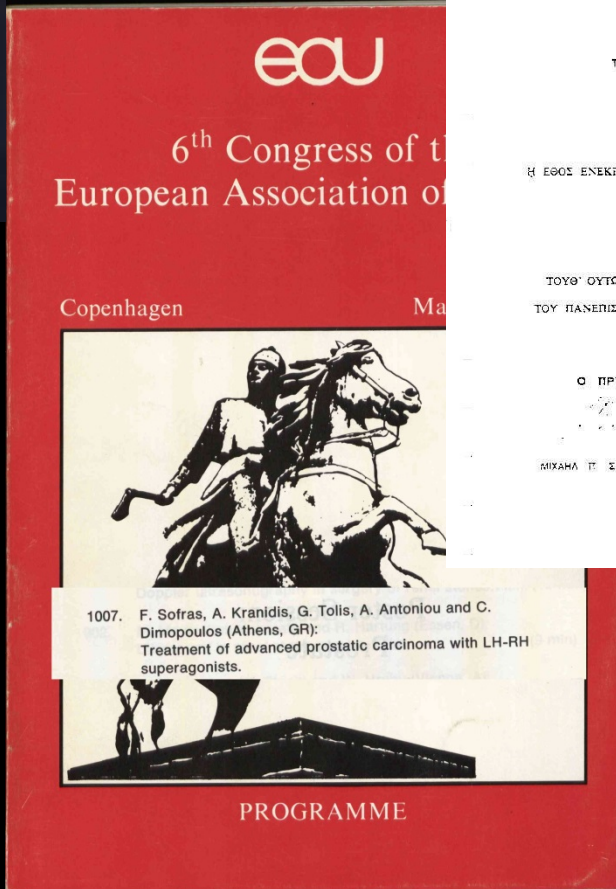 eau
6th Congress of t
European Association of
Copenhagen
Ma
1007. F. Sofras, A. Kranidis, G. Tolis, A. Antoniou and C.
Dimopoulos (Athens, GR):
Treatment of advanced prostatic carcinoma with LH-RH
superagonists.
PROGRAMME
Τ
Η ΕΘΟΣ ΕΝΕΚ
ΤΟΥΘ' ΟΥΤΩ
ΤΟΥ ΠΑΝΕΠΙΣ
Ο ΠΡ
ΜΙΧΑΗΛ Π. Σ